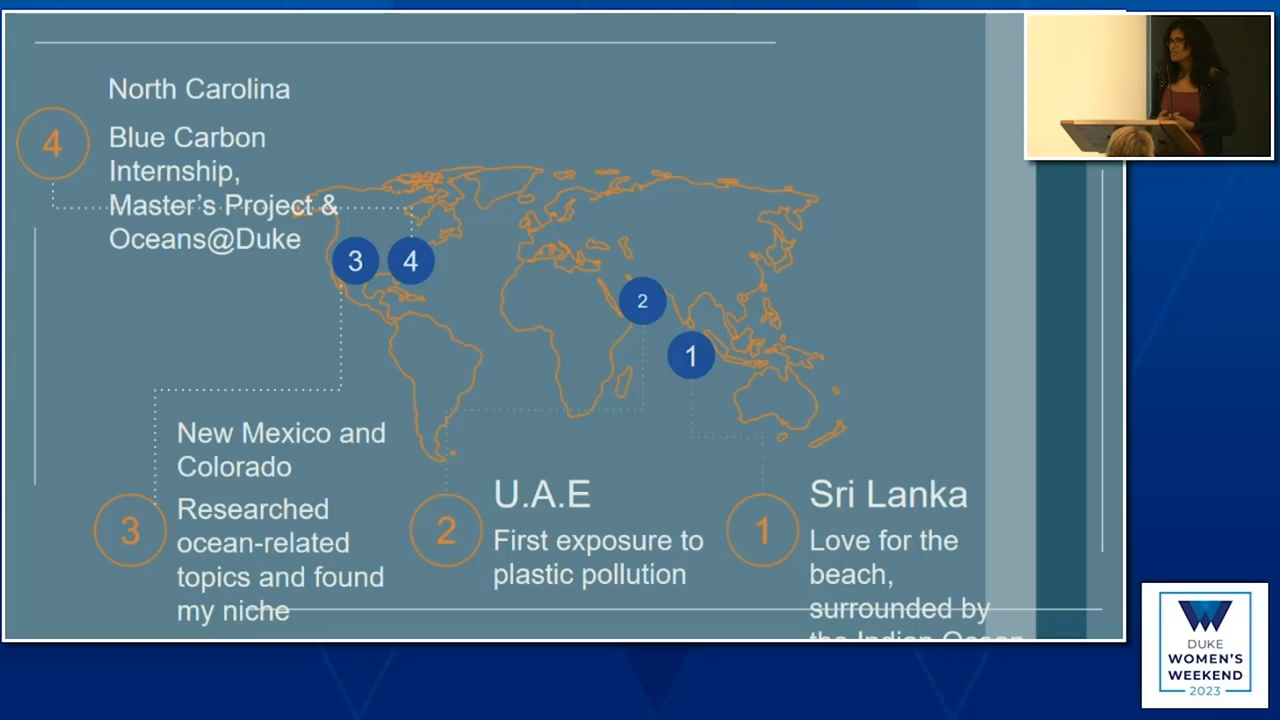 North Carolina
4
Blue Carbon
Internship,
Master's Project &
Oceans@Duke
3
4
2
1
New Mexico and
Colorado
3
Researched
ocean-related
topics and found
my niche
2
U.A.E
First exposure to
plastic pollution
1
Sri Lanka
Love for the
beach,
surrounded by
the Indian Ocean
DUKE
WOMEN'S
WEEKEND
2023